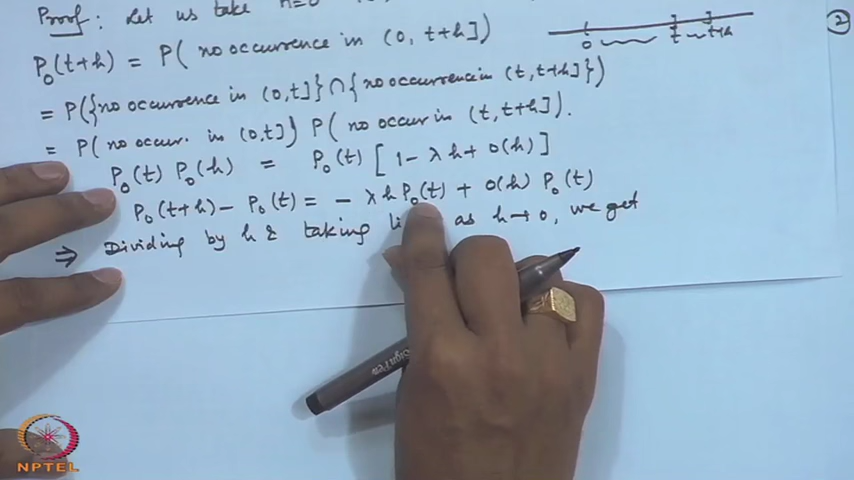 Proof : Let us take n=0
P₀(t+h) = P( no occurrence in (0, t+h])
0 t t+h
②
= P({no occurrence in (0,t]}∩{no occurrence in (t,t+h]})
= P( no occur. in (0,t]) P( no occur in (t,t+h]).
P₀(t) P₀(h) = P₀(t) [1- λh + o(h)]
P₀(t+h) - P₀(t) = - λh P₀(t) + o(h) P₀(t)
⇒ Dividing by h & taking as h→0, we get
NPTEL